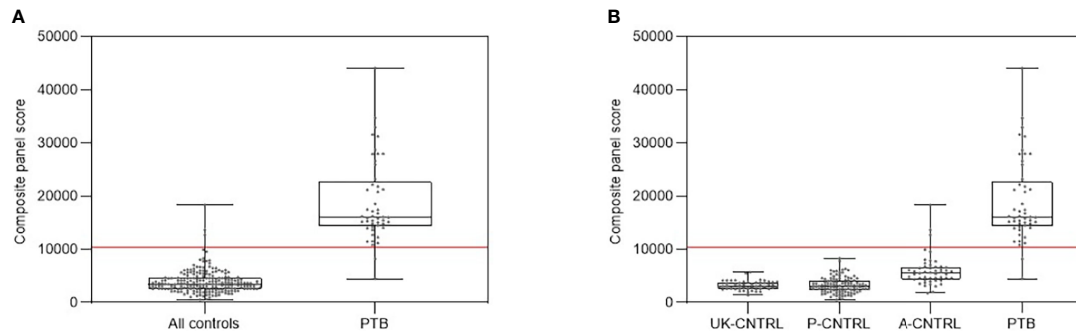 A
Composite panel score
50000
40000
30000
20000
10000
0
All controls
PTB
B
Composite panel score
50000
40000
30000
20000
10000
0
UK-CNTRL
P-CNTRL
A-CNTRL
PTB